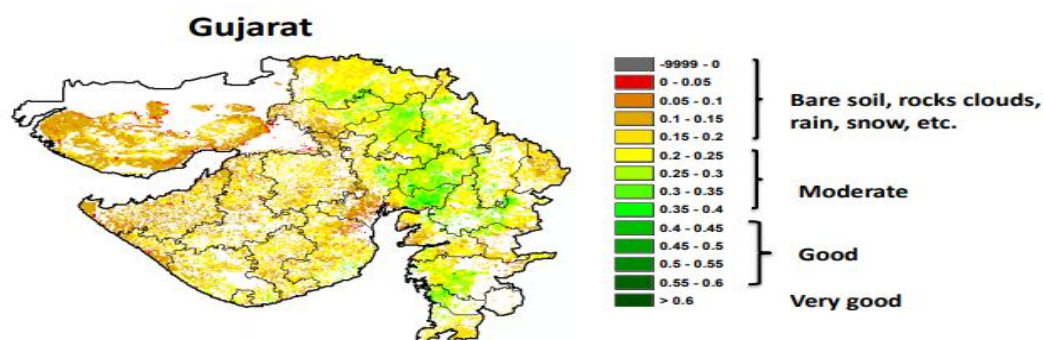 Gujarat
-9999 - 0
0 - 0.05
0.05 - 0.1
0.1 - 0.15
0.15 - 0.2
0.2 - 0.25
0.25 - 0.3
0.3 - 0.35
0.35 - 0.4
0.4 - 0.45
0.45 - 0.5
0.5 - 0.55
0.55 - 0.6
> 0.6
Bare soil, rocks clouds,
rain, snow, etc.
Moderate
Good
Very good